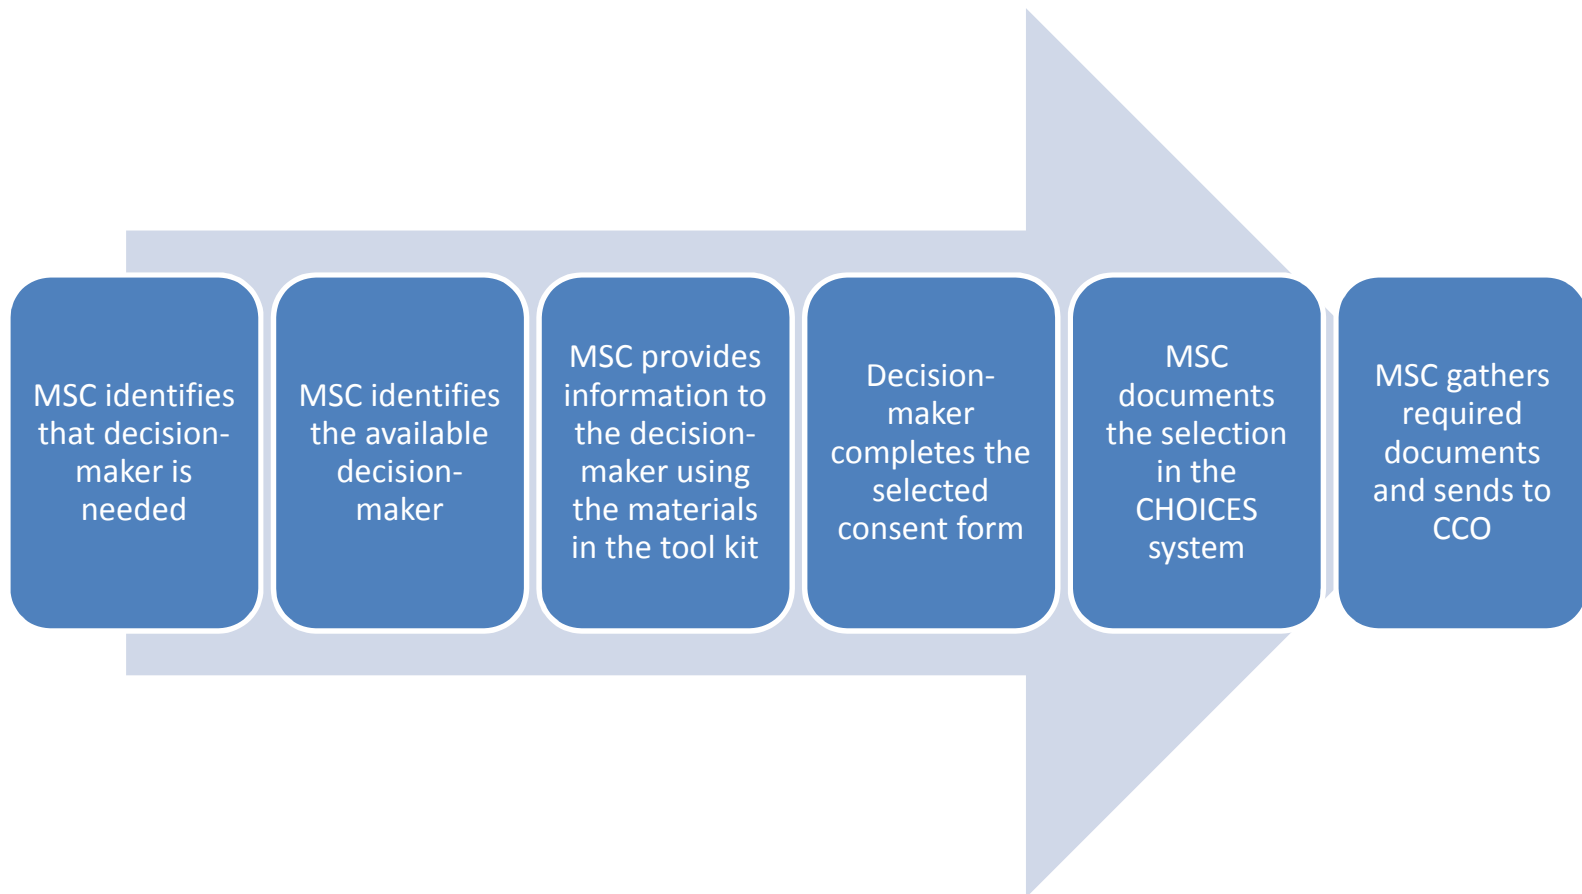 MSC identifies
that decision-
maker is
needed
MSC identifies
the available
decision-
maker
MSC provides
information to
the decision-
maker using
the materials
in the tool kit
Decision-
maker
completes the
selected
consent form
MSC
documents
the selection
in the
CHOICES
system
MSC gathers
required
documents
and sends to
CCO